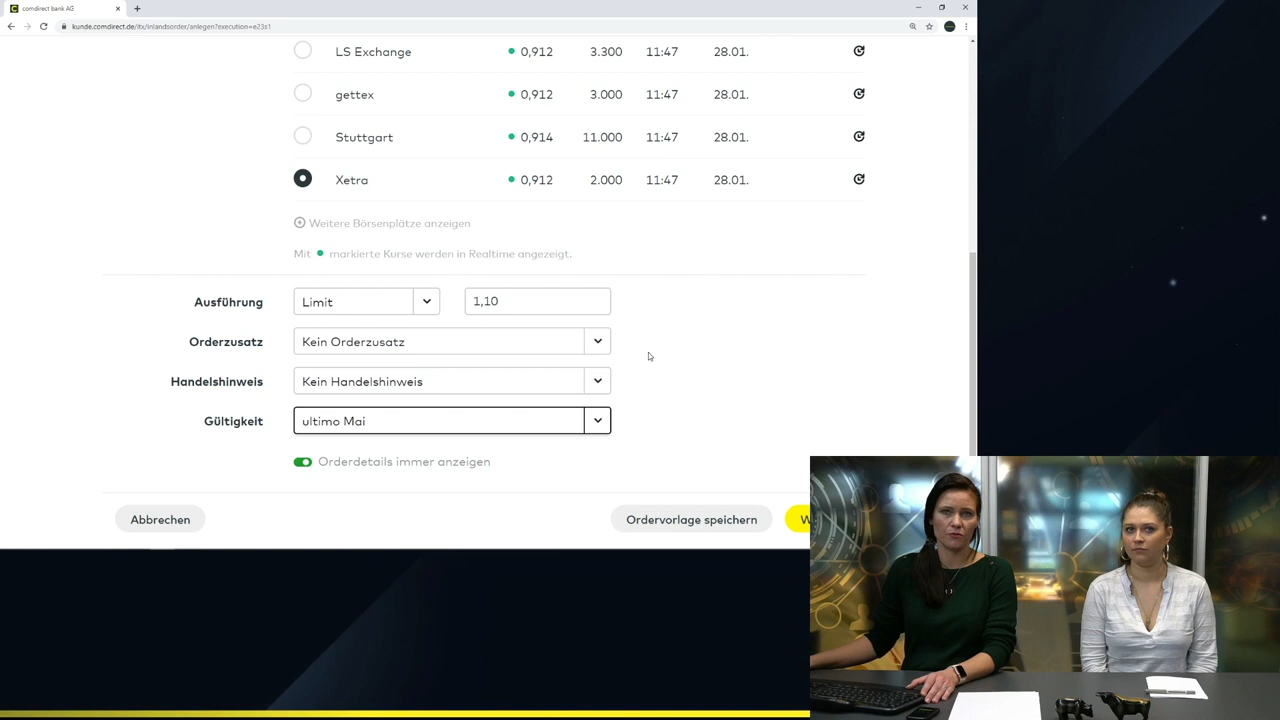 comdirect bank AG
kunde.comdirect.de/itx/inlandsorder/anlegen?execution=e23s1
LS Exchange 0,912 3.300 11:47 28.01.
gettex 0,912 3.000 11:47 28.01.
Stuttgart 0,914 11.000 11:47 28.01.
Xetra 0,912 2.000 11:47 28.01.
Weitere Börsenplätze anzeigen
Mit markierte Kurse werden in Realtime angezeigt.
Ausführung Limit 1,10
Orderzusatz Kein Orderzusatz
Handelshinweis Kein Handelshinweis
Gültigkeit ultimo Mai
Orderdetails immer anzeigen
Abbrechen Ordervorlage speichern W